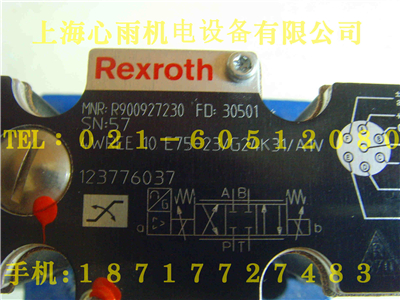 上海心雨机电设备有限公司
Rexroth
MNR: R900927230 FD: 30501
SN: 57
TEL: 021-60512080
123776037
A B
a b
P T
手机: 18717727483